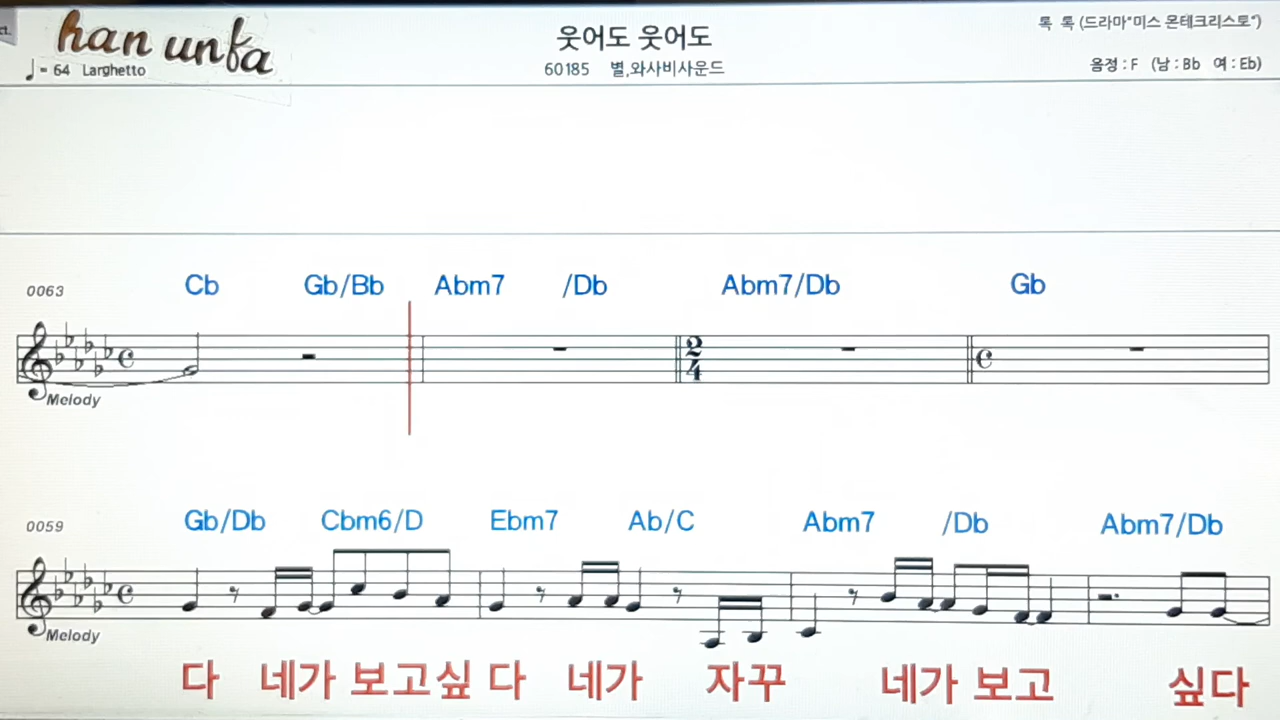 ct.
han unfa
♩= 64 Larghetto
웃어도 웃어도
60185 별,와사비사운드
톡 톡 (드라마"미스 몬테크리스토")
음정 : F (남 : Bb 여 : Eb)
0063 Cb Gb/Bb Abm7 /Db Abm7/Db Gb
2
4
Melody
0059 Gb/Db Cbm6/D Ebm7 Ab/C Abm7 /Db Abm7/Db
Melody
다 네가 보고싶 다 네가 자꾸 네가 보고 싶다